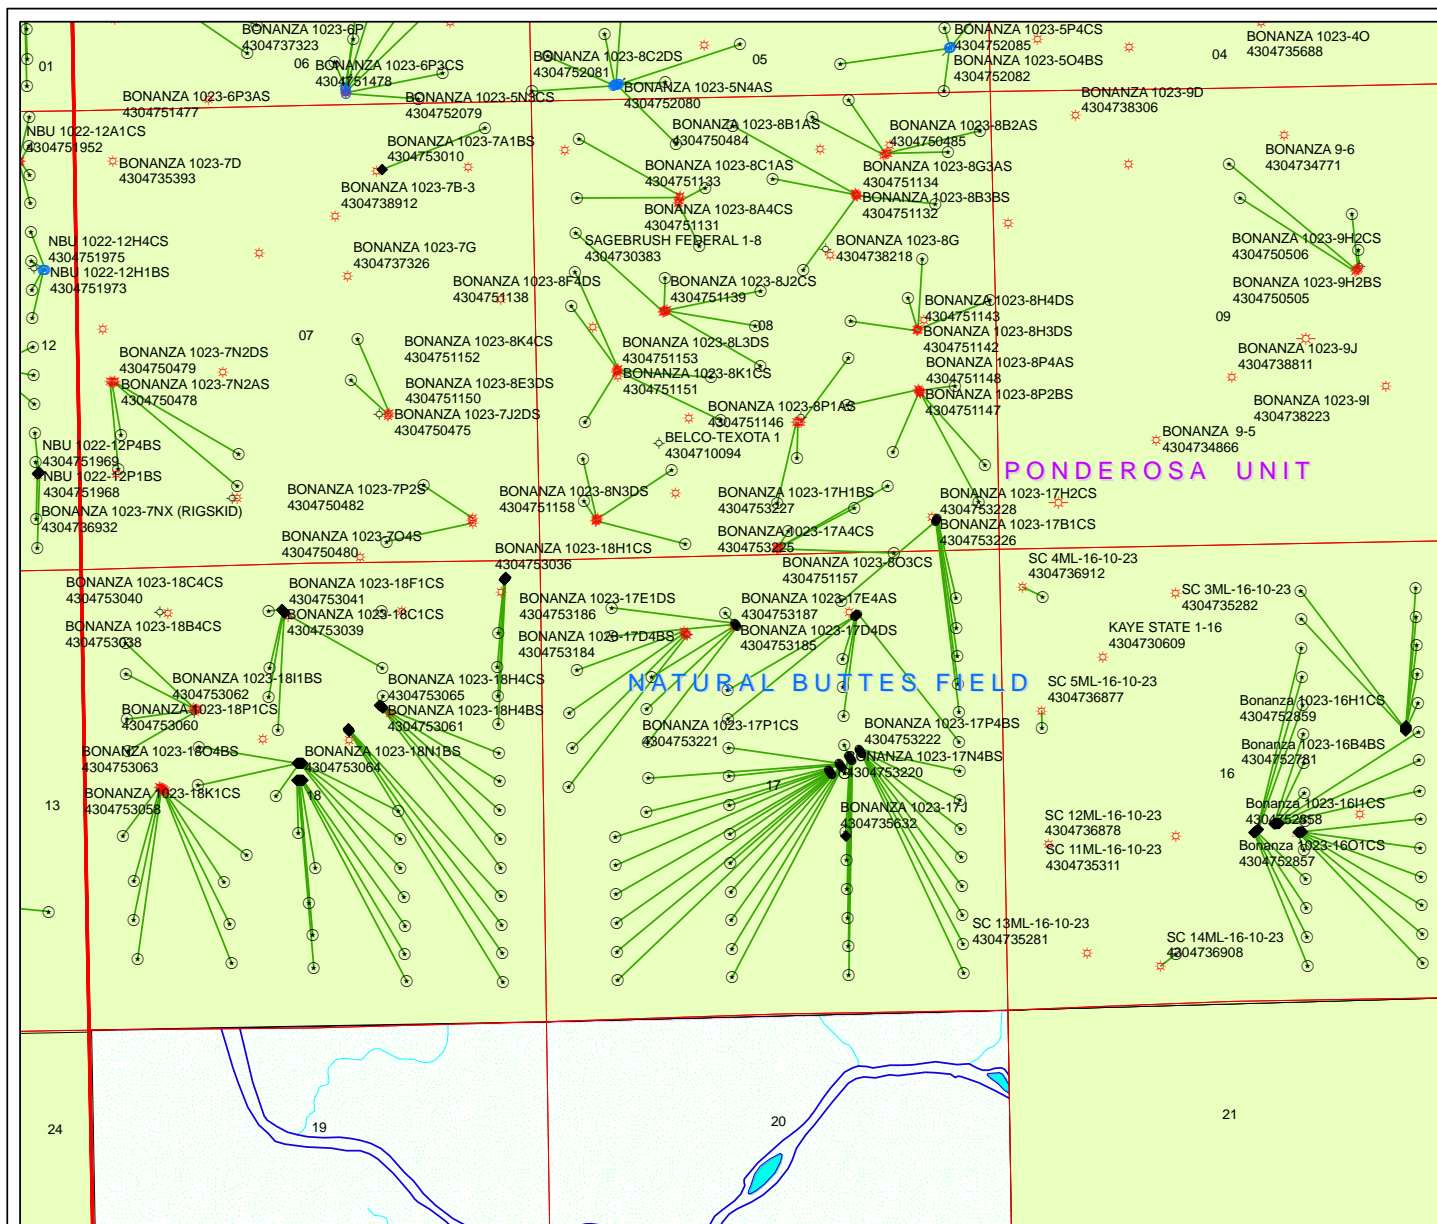 BONANZA 1023-6P
4304737323
01
06
BONANZA 1023-6P3CS
4304751478
BONANZA 1023-6P3AS
4304751477
BONANZA 1023-5N3CS
4304752079
BONANZA 1023-8C2DS
4304752081
BONANZA 1023-5N4AS
4304752080
05
BONANZA 1023-5P4CS
4304752085
BONANZA 1023-5O4BS
4304752082
BONANZA 1023-4O
4304735688
04
BONANZA 1023-9D
4304738306
NBU 1022-12A1CS
4304751952
BONANZA 1023-7D
4304735393
BONANZA 1023-7A1BS
4304753010
BONANZA 1023-7B-3
4304738912
BONANZA 1023-8B1AS
4304750484
BONANZA 1023-8B2AS
4304750485
BONANZA 1023-8C1AS
4304751133
BONANZA 1023-8G3AS
4304751134
BONANZA 1023-8A4CS
4304751131
BONANZA 1023-8B3BS
4304751132
BONANZA 9-6
4304734771
NBU 1022-12H4CS
4304751975
NBU 1022-12H1BS
4304751973
BONANZA 1023-7G
4304737326
SAGEBRUSH FEDERAL 1-8
4304730383
BONANZA 1023-8G
4304738218
BONANZA 1023-9H2CS
4304750506
BONANZA 1023-9H2BS
4304750505
BONANZA 1023-8F4DS
4304751138
BONANZA 1023-8J2CS
4304751139
BONANZA 1023-8H4DS
4304751143
BONANZA 1023-8H3DS
4304751142
07
08
09
12
BONANZA 1023-7N2DS
4304750479
BONANZA 1023-7N2AS
4304750478
BONANZA 1023-8K4CS
4304751152
BONANZA 1023-8E3DS
4304751150
BONANZA 1023-7J2DS
4304750475
BONANZA 1023-8L3DS
4304751153
BONANZA 1023-8K1CS
4304751151
BONANZA 1023-8P4AS
4304751148
BONANZA 1023-8P2BS
4304751147
BONANZA 1023-8P1AS
4304751146
BONANZA 1023-9J
4304738811
BONANZA 1023-9I
4304738223
BONANZA 9-5
4304734866
BELCO-TEXOTA 1
4304710094
NBU 1022-12P4BS
4304751969
NBU 1022-12P1BS
4304751968
BONANZA 1023-7NX (RIGSKID)
4304736932
PONDEROSA UNIT
BONANZA 1023-7P2S
4304750482
BONANZA 1023-7O4S
4304750480
BONANZA 1023-8N3DS
4304751158
BONANZA 1023-17H1BS
4304753227
BONANZA 1023-17H2CS
4304753228
BONANZA 1023-17B1CS
4304753226
BONANZA 1023-17A4CS
4304753225
BONANZA 1023-18H1CS
4304753036
BONANZA 1023-8O3CS
4304751157
SC 4ML-16-10-23
4304736912
SC 3ML-16-10-23
4304735282
BONANZA 1023-18C4CS
4304753040
BONANZA 1023-18B4CS
4304753038
BONANZA 1023-18F1CS
4304753041
BONANZA 1023-18C1CS
4304753039
BONANZA 1023-17E1DS
4304753186
BONANZA 1023-17D4BS
4304753184
BONANZA 1023-17E4AS
4304753187
BONANZA 1023-17D4DS
4304753185
KAYE STATE 1-16
4304730609
NATURAL BUTTES FIELD
SC 5ML-16-10-23
4304736877
BONANZA 1023-18I1BS
4304753062
BONANZA 1023-18P1CS
4304753060
BONANZA 1023-18H4CS
4304753065
BONANZA 1023-18H4BS
4304753061
BONANZA 1023-17P1CS
4304753221
BONANZA 1023-17P4BS
4304753222
BONANZA 1023-17N4BS
4304753220
Bonanza 1023-16H1CS
4304752859
Bonanza 1023-16B4BS
4304752781
BONANZA 1023-18O4BS
4304753063
BONANZA 1023-18N1BS
4304753064
BONANZA 1023-18K1CS
4304753058
13
18
17
16
BONANZA 1023-17J
4304735632
SC 12ML-16-10-23
4304736878
SC 11ML-16-10-23
4304735311
Bonanza 1023-16I1CS
4304752858
Bonanza 1023-16O1CS
4304752857
SC 13ML-16-10-23
4304735281
SC 14ML-16-10-23
4304736908
24
19
20
21